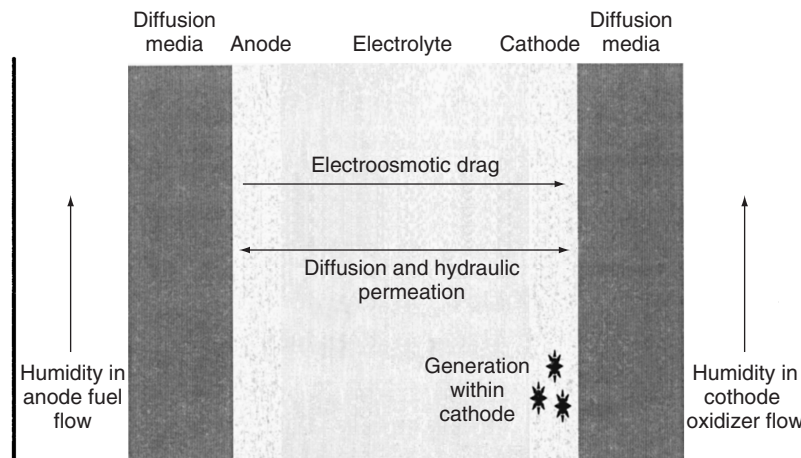 Diffusion
media
Anode
Electrolyte
Cathode
Diffusion
media
Electroosmotic drag
Diffusion and hydraulic
permeation
Generation
within
cathode
Humidity in
anode fuel
flow
Humidity in
cothode
oxidizer flow